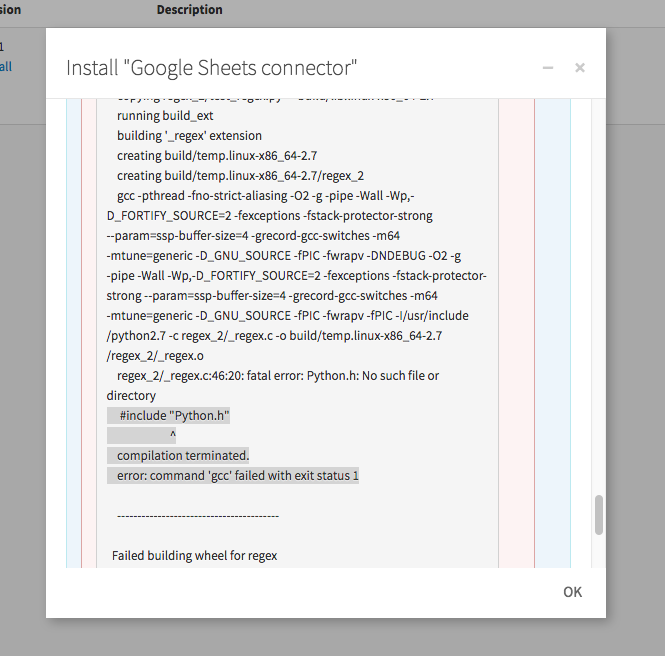 sion
Description
1
all
Install "Google Sheets connector"
running build_ext
building '_regex' extension
creating build/temp.linux-x86_64-2.7
creating build/temp.linux-x86_64-2.7/regex_2
gcc -pthread -fno-strict-aliasing -O2 -g -pipe -Wall -Wp,-
D_FORTIFY_SOURCE=2 -fexceptions -fstack-protector-strong
--param=ssp-buffer-size=4 -grecord-gcc-switches -m64
-mtune=generic -D_GNU_SOURCE -fPIC -fwrapv -DNDEBUG -O2 -g
-pipe -Wall -Wp,-D_FORTIFY_SOURCE=2 -fexceptions -fstack-protector-
strong --param=ssp-buffer-size=4 -grecord-gcc-switches -m64
-mtune=generic -D_GNU_SOURCE -fPIC -fwrapv -fPIC -I/usr/include
/python2.7 -c regex_2/_regex.c -o build/temp.linux-x86_64-2.7
/regex_2/_regex.o
regex_2/_regex.c:46:20: fatal error: Python.h: No such file or
directory
#include "Python.h"
^
compilation terminated.
error: command 'gcc' failed with exit status 1
----------------------------------------
Failed building wheel for regex
OK